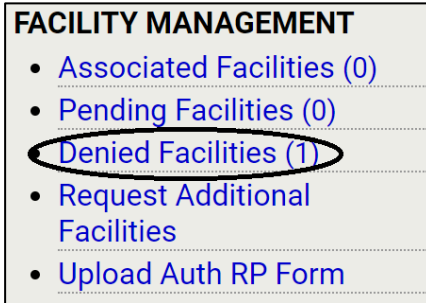 FACILITY MANAGEMENT
Associated Facilities (0)
Pending Facilities (0)
Denied Facilities (1)
Request Additional
Facilities
Upload Auth RP Form